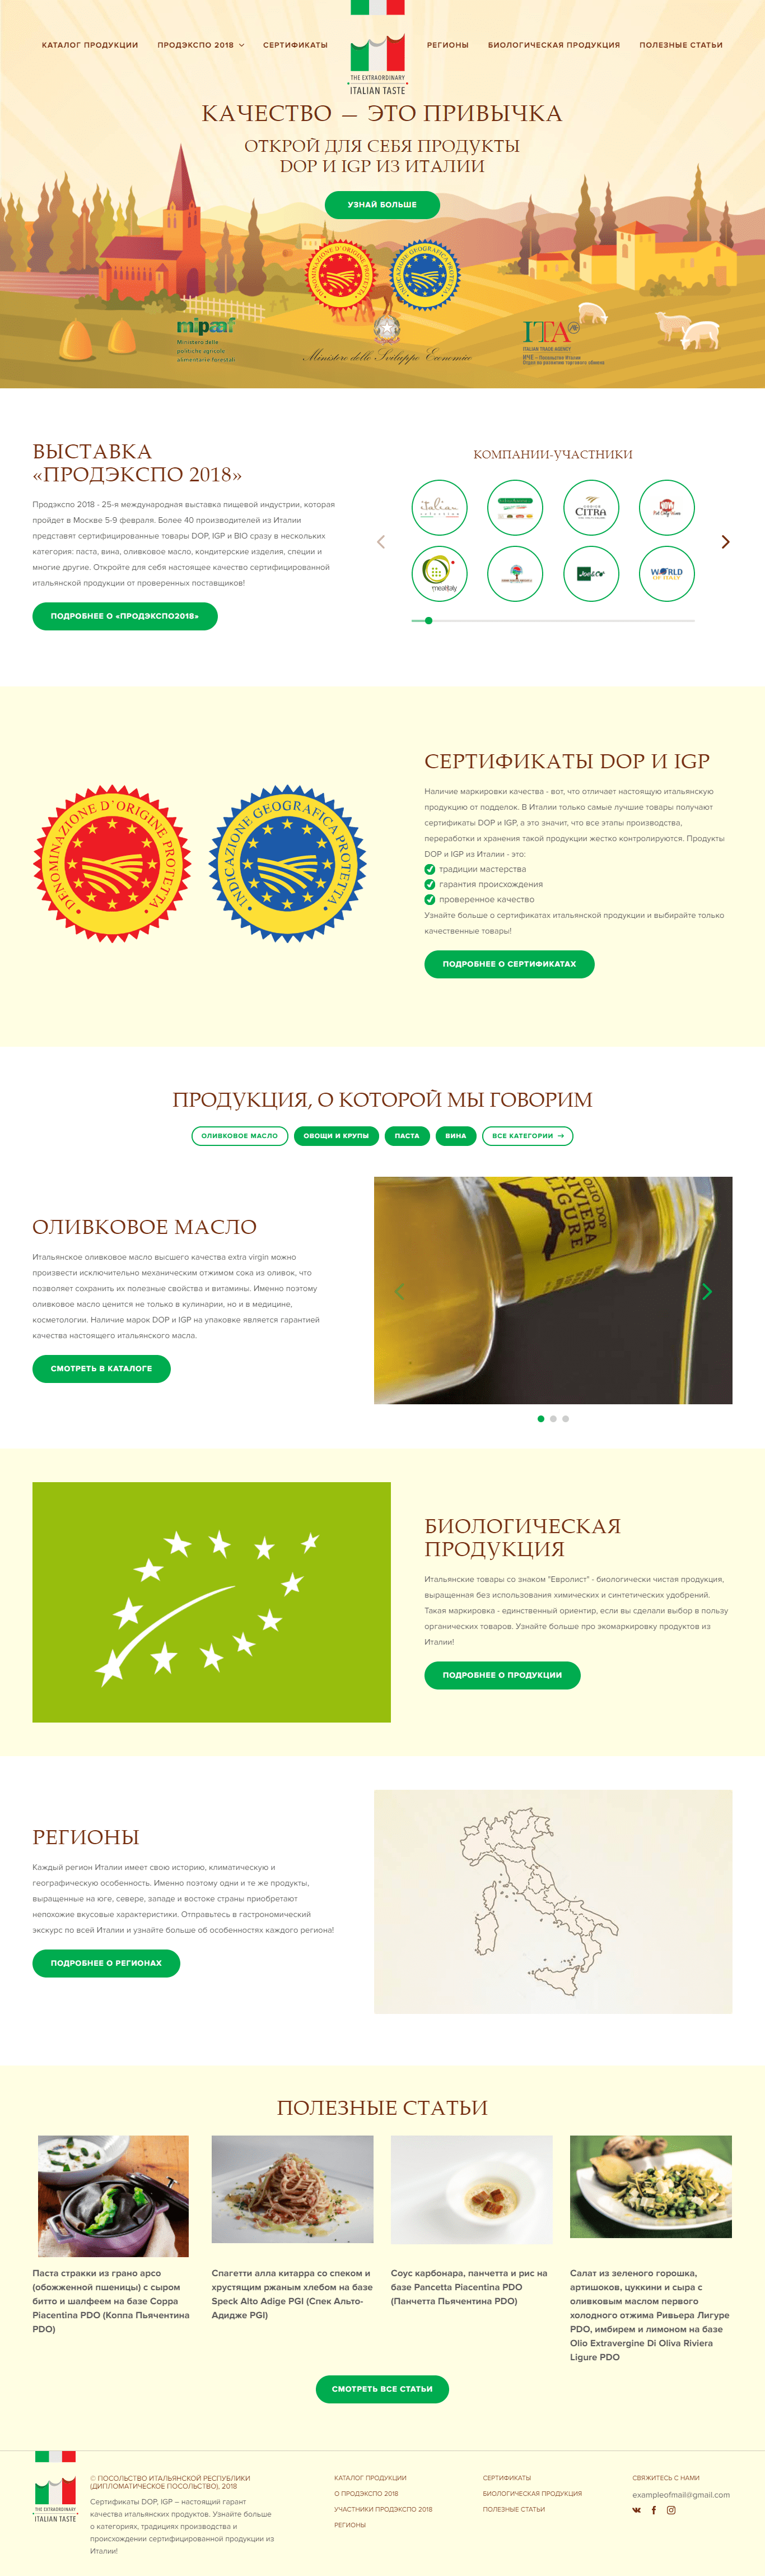 КАТАЛОГ ПРОДУКЦИИ
ПРОДЭКСПО 2018
СЕРТИФИКАТЫ
РЕГИОНЫ
БИОЛОГИЧЕСКАЯ ПРОДУКЦИЯ
ПОЛЕЗНЫЕ СТАТЬИ
THE EXTRAORDINARY
ITALIAN TASTE
КАЧЕСТВО — ЭТО ПРИВЫЧКА
ОТКРОЙ ДЛЯ СЕБЯ ПРОДУКТЫ
DOP И IGP ИЗ ИТАЛИИ
УЗНАЙ БОЛЬШЕ
DENOMINAZIONE D'ORIGINE PROTETTA
INDICAZIONE GEOGRAFICA PROTETTA
mipaaf
Ministero delle
politiche agricole
alimentarie forestali
Ministero dello Sviluppo Economico
ITA
ITALIAN TRADE AGENCY
ИЧЕ – Посольство Италии
Отдел по развитию торгового обмена
ВЫСТАВКА
«ПРОДЭКСПО 2018»
Продэкспо 2018 - 25-я международная выставка пищевой индустрии, которая
пройдет в Москве 5-9 февраля. Более 40 производителей из Италии
представят сертифицированные товары DOP, IGP и BIO сразу в нескольких
категория: паста, вина, оливковое масло, кондитерские изделия, специи и
многие другие. Откройте для себя настоящее качество сертифицированной
итальянской продукции от проверенных поставщиков!
ПОДРОБНЕЕ О «ПРОДЭКСПО2018»
КОМПАНИИ-УЧАСТНИКИ
italian
CITRA
mealitaly
WORLD
OF ITALY
СЕРТИФИКАТЫ DOP И IGP
Наличие маркировки качества - вот, что отличает настоящую итальянскую
продукцию от подделок. В Италии только самые лучшие товары получают
сертификаты DOP и IGP, а это значит, что все этапы производства,
переработки и хранения такой продукции жестко контролируются. Продукты
DOP и IGP из Италии - это:
традиции мастерства
гарантия происхождения
проверенное качество
Узнайте больше о сертификатах итальянской продукции и выбирайте только
качественные товары!
ПОДРОБНЕЕ О СЕРТИФИКАТАХ
DENOMINAZIONE D'ORIGINE PROTETTA
INDICAZIONE GEOGRAFICA PROTETTA
ПРОДУКЦИЯ, О КОТОРОЙ МЫ ГОВОРИМ
ОЛИВКОВОЕ МАСЛО
ОВОЩИ И КРУПЫ
ПАСТА
ВИНА
ВСЕ КАТЕГОРИИ →
ОЛИВКОВОЕ МАСЛО
Итальянское оливковое масло высшего качества extra virgin можно
произвести исключительно механическим отжимом сока из оливок, что
позволяет сохранить их полезные свойства и витамины. Именно поэтому
оливковое масло ценится не только в кулинарии, но и в медицине,
косметологии. Наличие марок DOP и IGP на упаковке является гарантией
качества настоящего итальянского масла.
СМОТРЕТЬ В КАТАЛОГЕ
OLIO DOP
RIVIERA
LIGURE
БИОЛОГИЧЕСКАЯ
ПРОДУКЦИЯ
Итальянские товары со знаком "Евролист" - биологически чистая продукция,
выращенная без использования химических и синтетических удобрений.
Такая маркировка - единственный ориентир, если вы сделали выбор в пользу
органических товаров. Узнайте больше про экомаркировку продуктов из
Италии!
ПОДРОБНЕЕ О ПРОДУКЦИИ
РЕГИОНЫ
Каждый регион Италии имеет свою историю, климатическую и
географическую особенность. Именно поэтому одни и те же продукты,
выращенные на юге, севере, западе и востоке страны приобретают
непохожие вкусовые характеристики. Отправьтесь в гастрономический
экскурс по всей Италии и узнайте больше об особенностях каждого региона!
ПОДРОБНЕЕ О РЕГИОНАХ
ПОЛЕЗНЫЕ СТАТЬИ
Паста стракки из грано арсо
(обожженной пшеницы) с сыром
битто и шалфеем на базе Coppa
Piacentina PDO (Коппа Пьячентина
PDO)
Спагетти алла китарра со спеком и
хрустящим ржаным хлебом на базе
Speck Alto Adige PGI (Спек Альто-
Адидже PGI)
Соус карбонара, панчетта и рис на
базе Pancetta Piacentina PDO
(Панчетта Пьячентина PDO)
Салат из зеленого горошка,
артишоков, цуккини и сыра с
оливковым маслом первого
холодного отжима Ривьера Лигуре
PDO, имбирем и лимоном на базе
Olio Extravergine Di Oliva Riviera
Ligure PDO
СМОТРЕТЬ ВСЕ СТАТЬИ
THE EXTRAORDINARY
ITALIAN TASTE
© ПОСОЛЬСТВО ИТАЛЬЯНСКОЙ РЕСПУБЛИКИ
(ДИПЛОМАТИЧЕСКОЕ ПОСОЛЬСТВО), 2018
Сертификаты DOP, IGP – настоящий гарант
качества итальянских продуктов. Узнайте больше
о категориях, традициях производства и
происхождении сертифицированной продукции из
Италии!
КАТАЛОГ ПРОДУКЦИИ
О ПРОДЭКСПО 2018
УЧАСТНИКИ ПРОДЭКСПО 2018
РЕГИОНЫ
СЕРТИФИКАТЫ
БИОЛОГИЧЕСКАЯ ПРОДУКЦИЯ
ПОЛЕЗНЫЕ СТАТЬИ
СВЯЖИТЕСЬ С НАМИ
exampleofmail@gmail.com